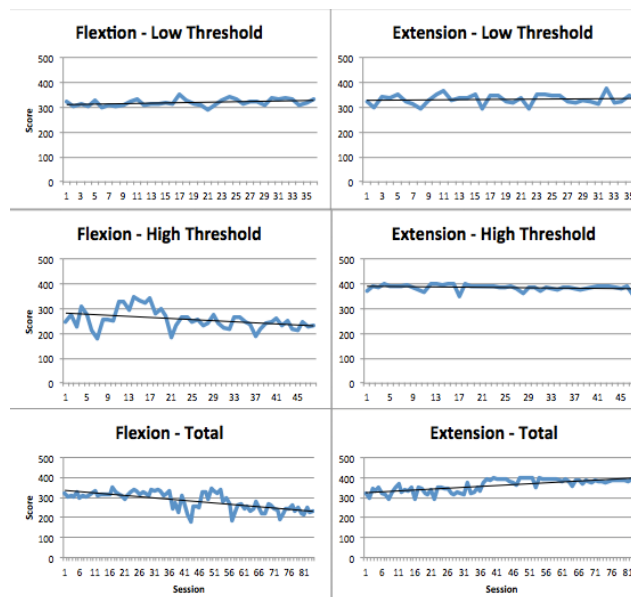 Flextion - Low Threshold
500
400
300
200
100
0
Score
1 3 5 7 9 11 13 15 17 19 21 23 25 27 29 31 33 35
Extension - Low Threshold
500
400
300
200
100
0
1 3 5 7 9 11 13 15 17 19 21 23 25 27 29 31 33 35
Flexion - High Threshold
500
400
300
200
100
0
Score
1 5 9 13 17 21 25 29 33 37 41 45
Extension - High Threshold
500
400
300
200
100
0
1 5 9 13 17 21 25 29 33 37 41 45
Flexion - Total
500
400
300
200
100
0
Score
1 6 11 16 21 26 31 36 41 46 51 56 61 66 71 76 81
Session
Extension - Total
500
400
300
200
100
0
1 6 11 16 21 26 31 36 41 46 51 56 61 66 71 76 81
Session